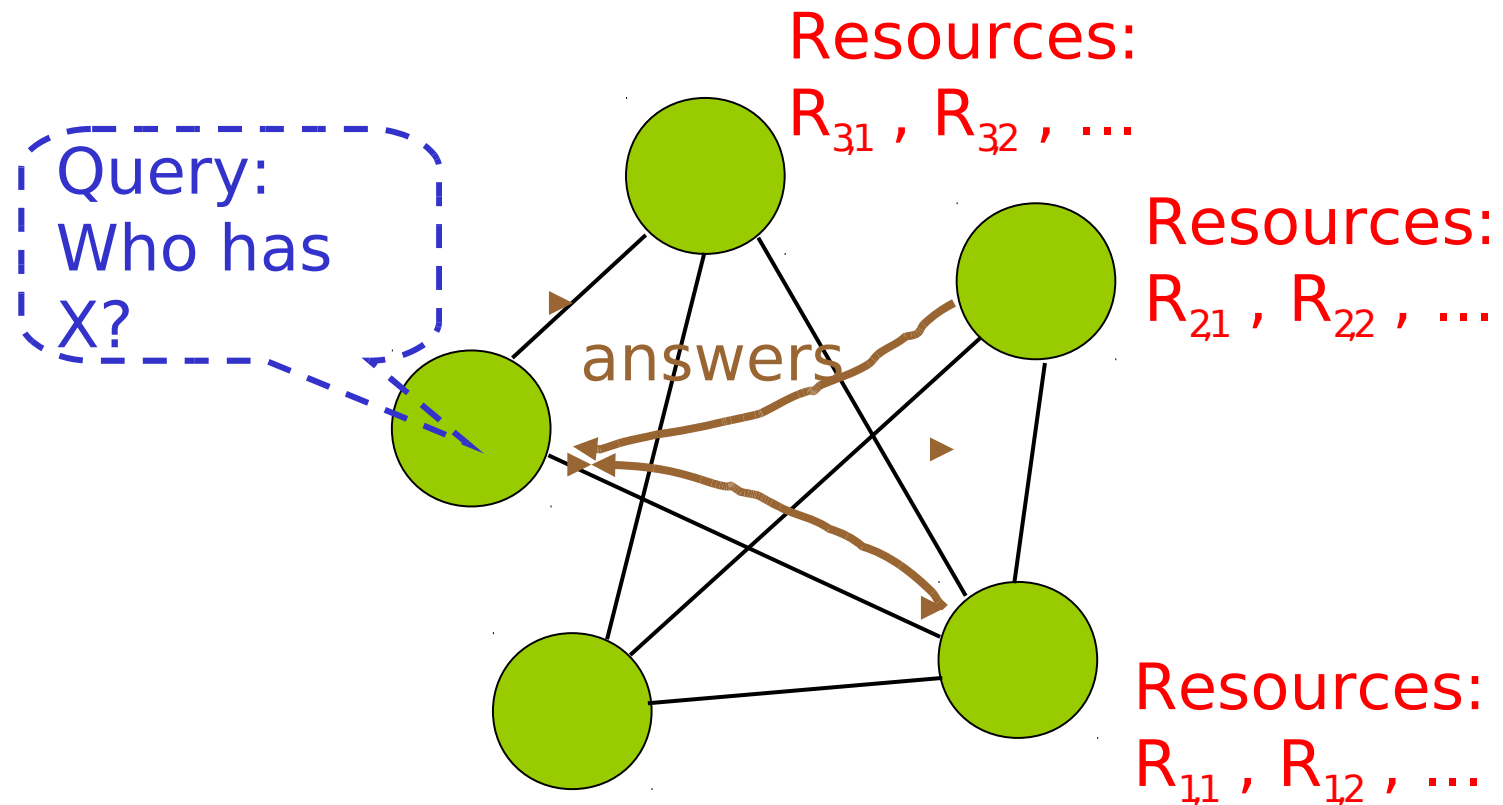 Resources:
R3,1 , R3,2 , ...
Query:
Who has
X?
Resources:
R2,1 , R2,2 , ...
answers
Resources:
R1,1 , R1,2 , ...